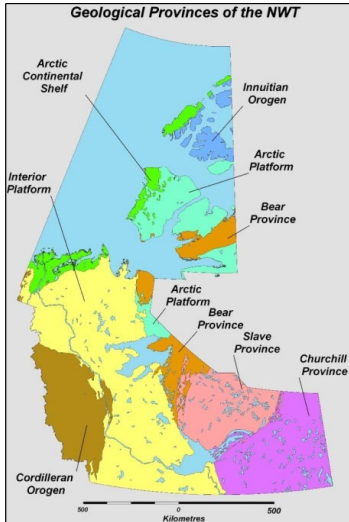 Geological Provinces of the NWT
Arctic
Continental
Shelf
Innuitian
Orogen
Interior
Platform
Arctic
Platform
Bear
Province
Arctic
Platform
Bear
Province
Slave
Province
Churchill
Province
Cordilleran
Orogen
500 0 500
Kilometres